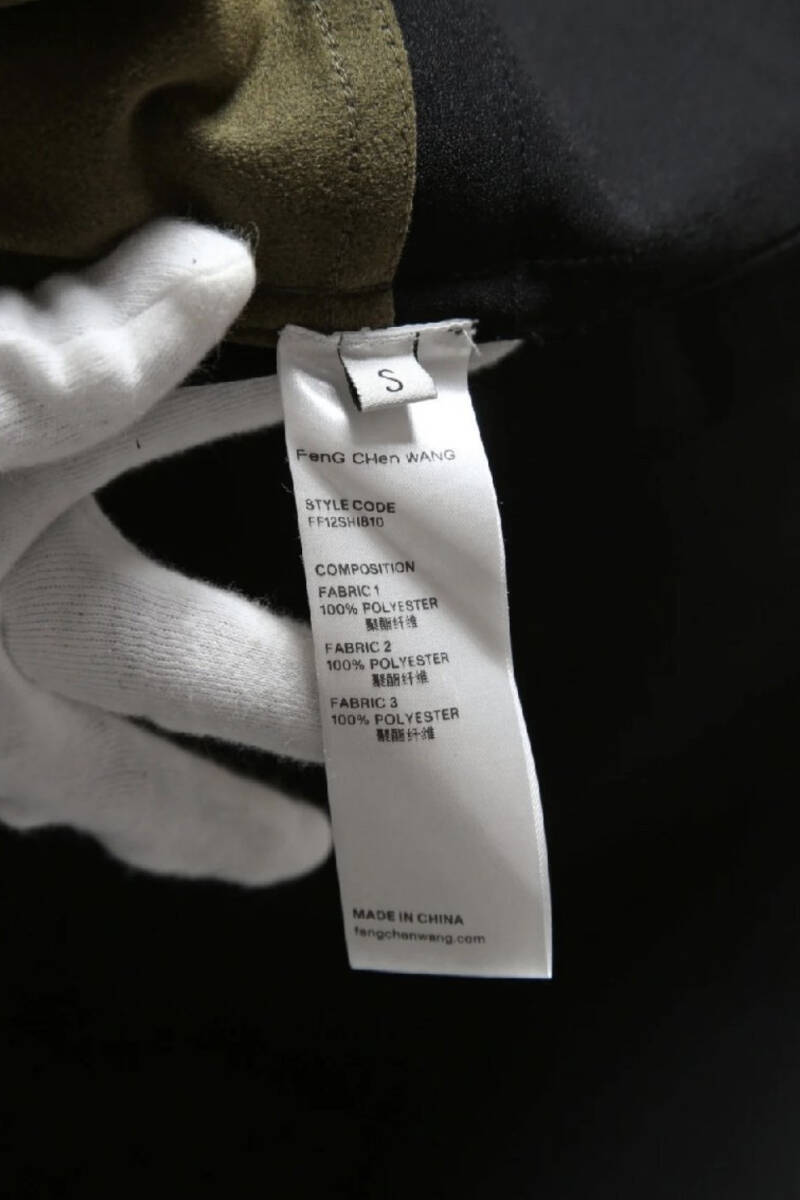 S
FenG CHen WANG
STYLE CODE
FF12SHIB10
COMPOSITION
FABRIC 1
100% POLYESTER
聚酯纤维
FABRIC 2
100% POLYESTER
聚酯纤维
FABRIC 3
100% POLYESTER
聚酯纤维
MADE IN CHINA
fengchenwang.com